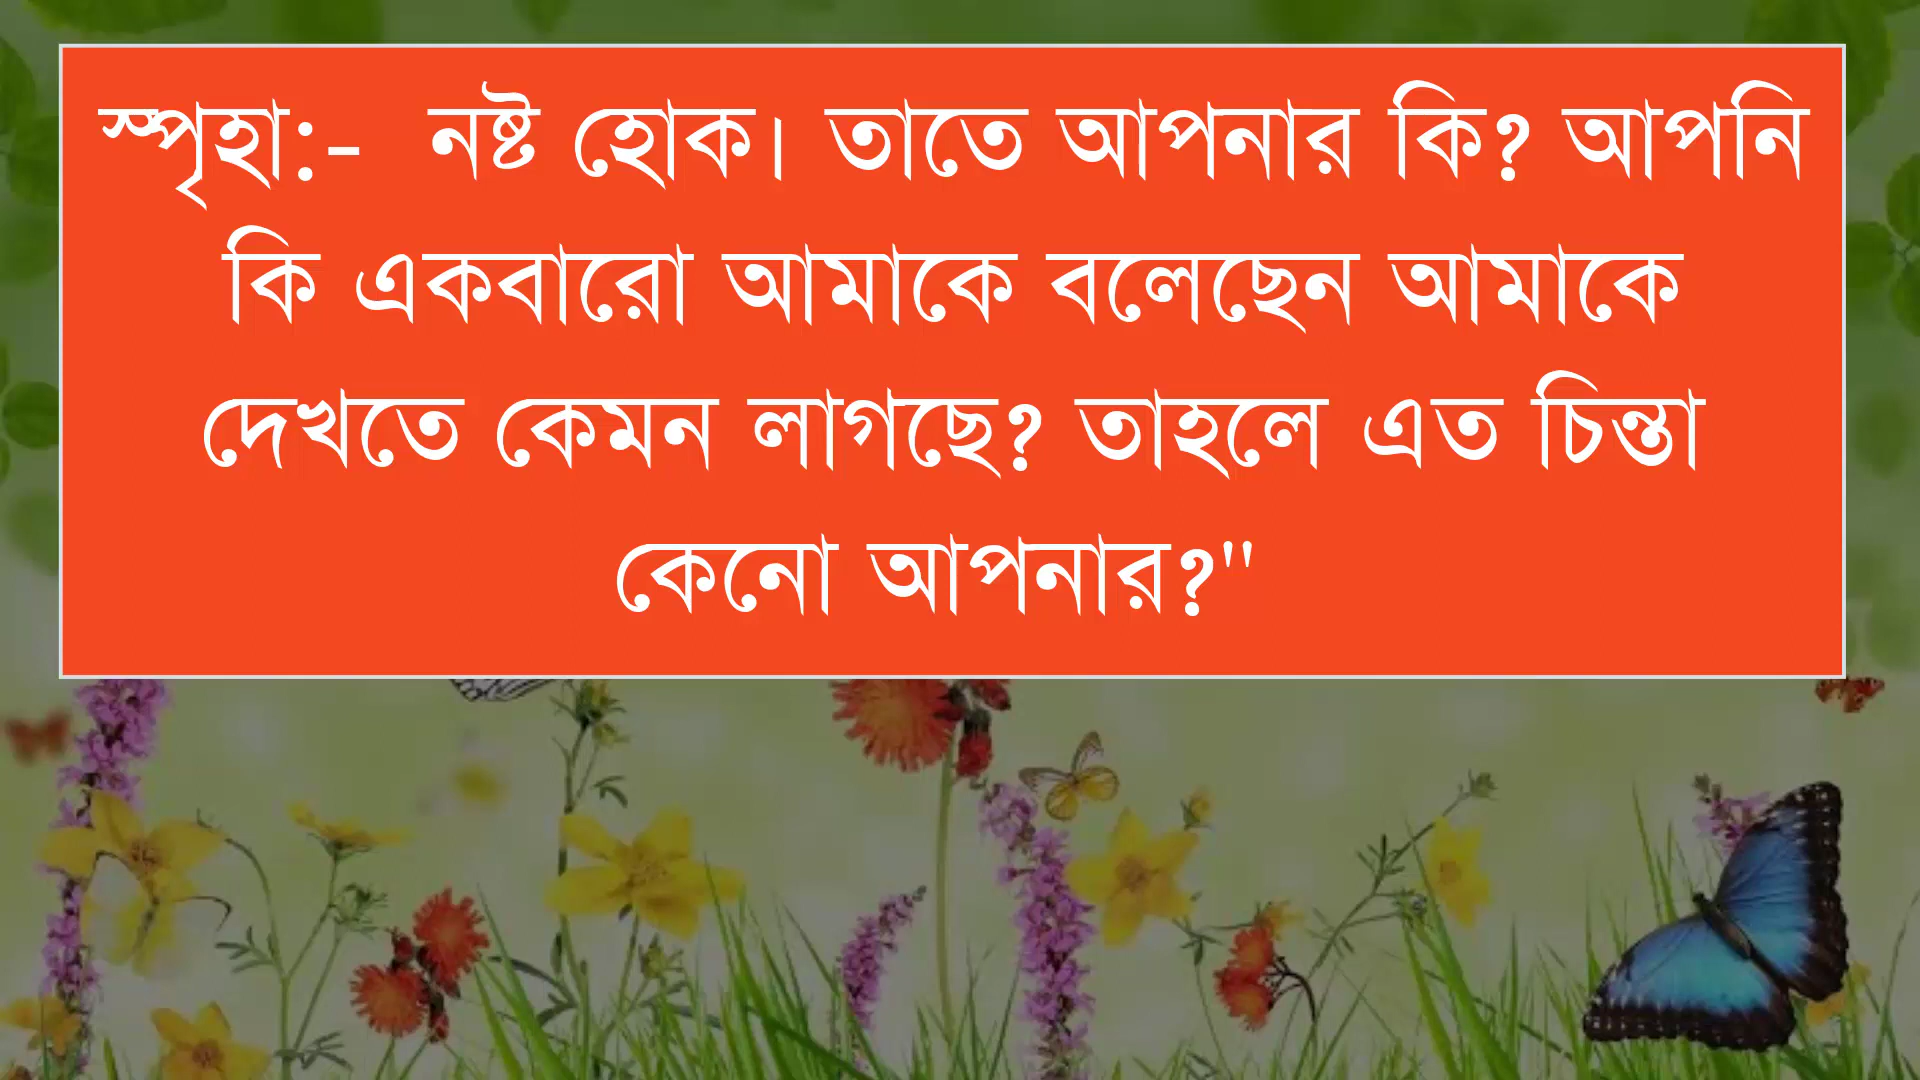 স্পৃহা:- নষ্ট হোক। তাতে আপনার কি? আপনি
কি একবারো আমাকে বলেছেন আমাকে
দেখতে কেমন লাগছে? তাহলে এত চিন্তা
কেনো আপনার?"